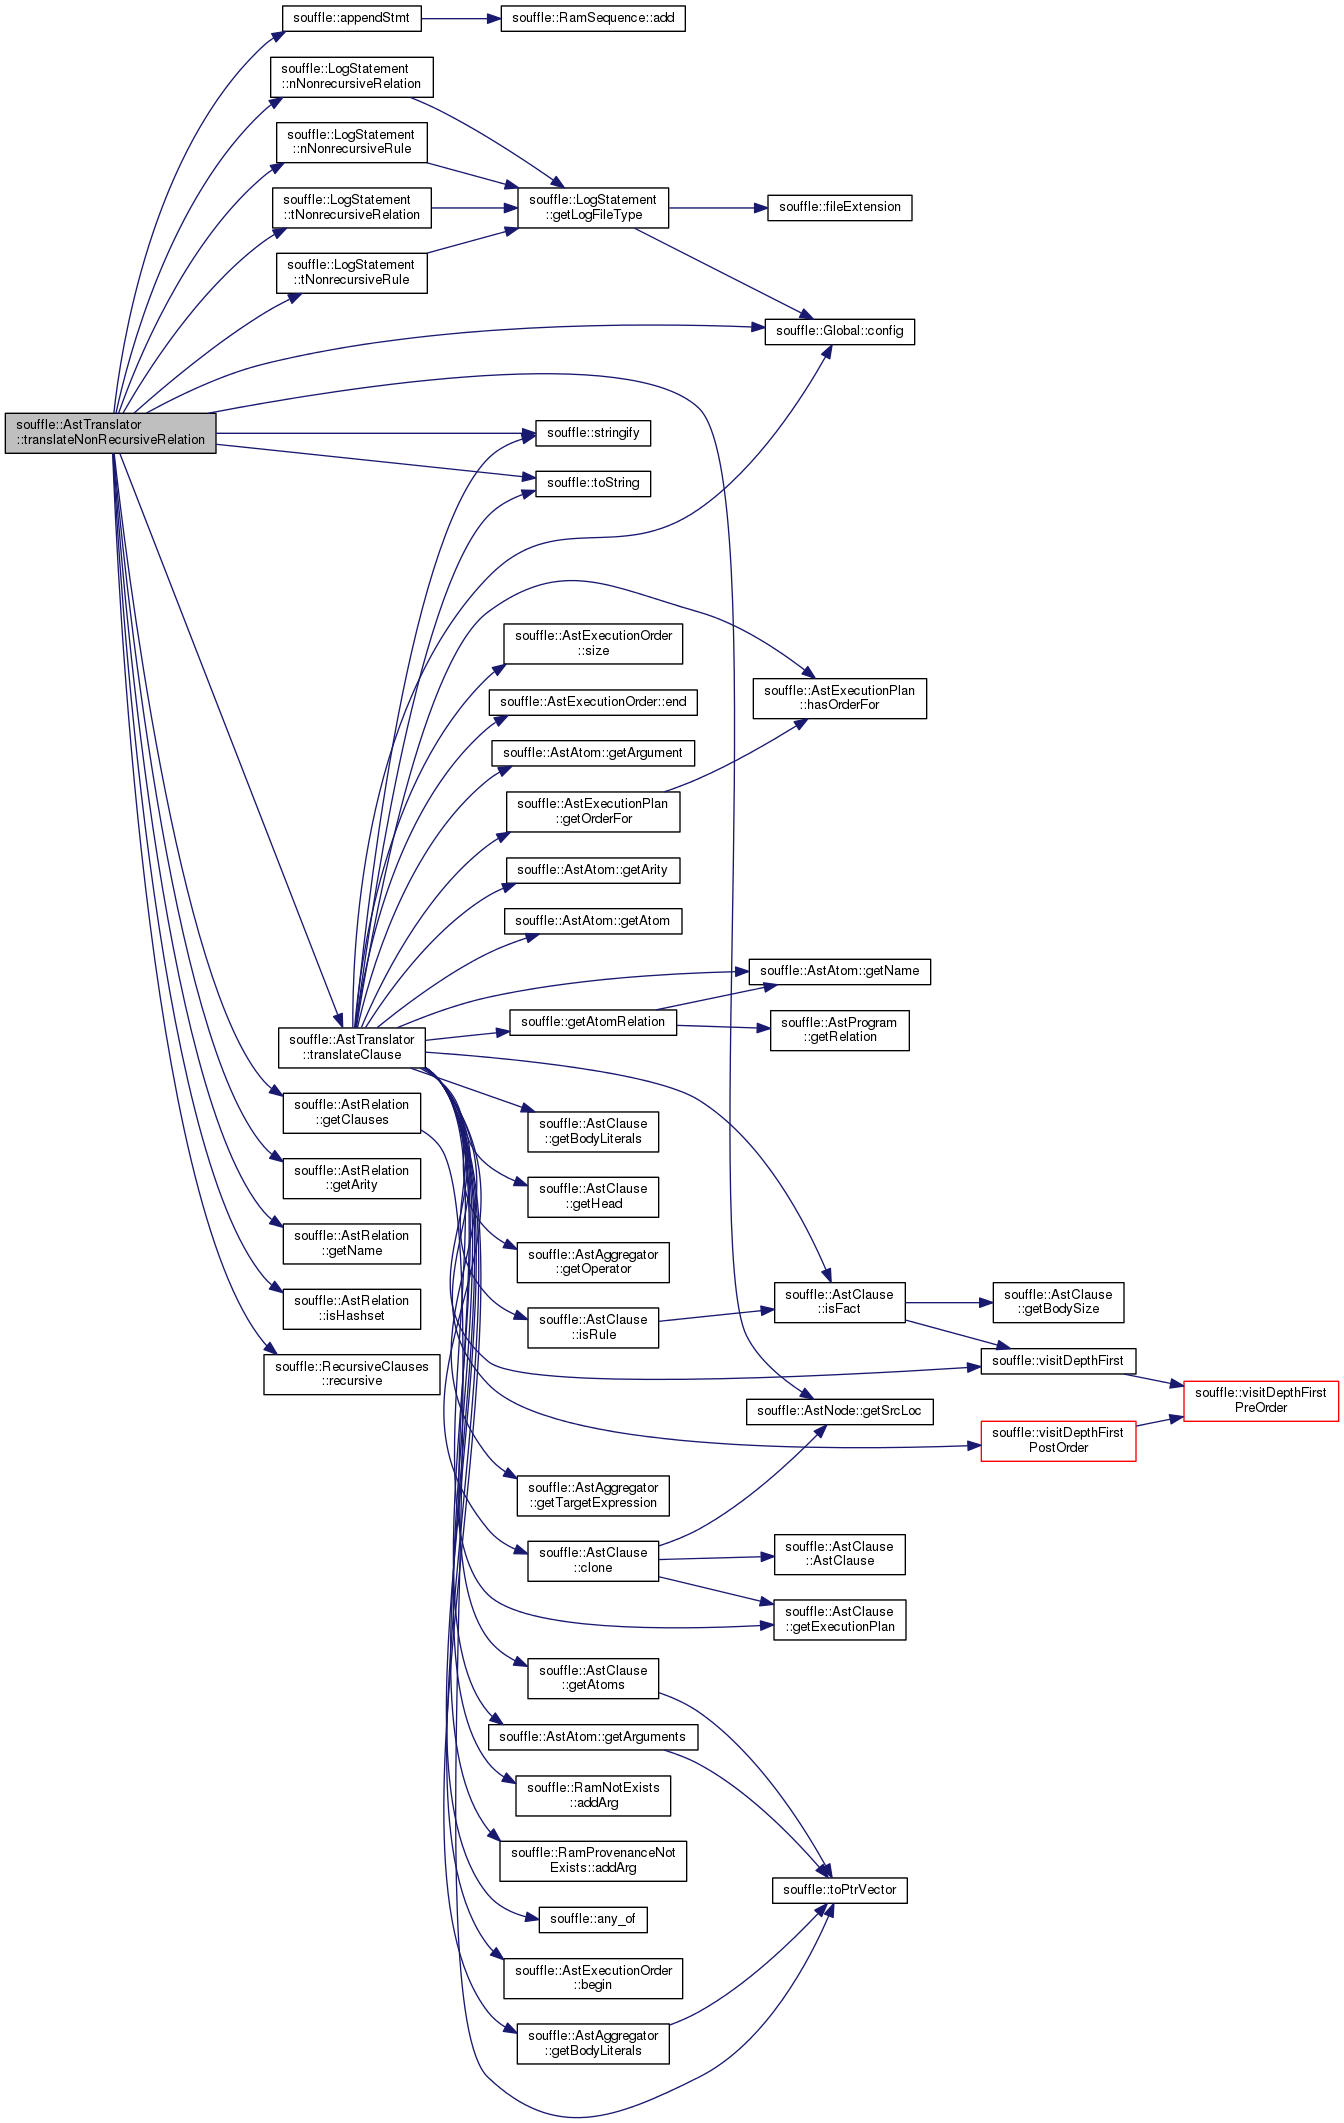 souffle::appendStmt
souffle::RamSequence::add
souffle::LogStatement
::nNonrecursiveRelation
souffle::LogStatement
::nNonrecursiveRule
souffle::LogStatement
::tNonrecursiveRelation
souffle::LogStatement
::getLogFileType
souffle::fileExtension
souffle::LogStatement
::tNonrecursiveRule
souffle::Global::config
souffle::AstTranslator
::translateNonRecursiveRelation
souffle::stringify
souffle::toString
souffle::AstExecutionOrder
::size
souffle::AstExecutionPlan
::hasOrderFor
souffle::AstExecutionOrder::end
souffle::AstAtom::getArgument
souffle::AstExecutionPlan
::getOrderFor
souffle::AstAtom::getArity
souffle::AstAtom::getAtom
souffle::AstAtom::getName
souffle::getAtomRelation
souffle::AstProgram
::getRelation
souffle::AstTranslator
::translateClause
souffle::AstRelation
::getClauses
souffle::AstClause
::getBodyLiterals
souffle::AstRelation
::getArity
souffle::AstClause
::getHead
souffle::AstRelation
::getName
souffle::AstAggregator
::getOperator
souffle::AstRelation
::isHashset
souffle::AstClause
::isRule
souffle::AstClause
::isFact
souffle::AstClause
::getBodySize
souffle::RecursiveClauses
::recursive
souffle::visitDepthFirst
souffle::visitDepthFirst
PreOrder
souffle::AstNode::getSrcLoc
souffle::visitDepthFirst
PostOrder
souffle::AstAggregator
::getTargetExpression
souffle::AstClause
::clone
souffle::AstClause
::AstClause
souffle::AstClause
::getExecutionPlan
souffle::AstClause
::getAtoms
souffle::AstAtom::getArguments
souffle::RamNotExists
::addArg
souffle::RamProvenanceNot
Exists::addArg
souffle::toPtrVector
souffle::any_of
souffle::AstExecutionOrder
::begin
souffle::AstAggregator
::getBodyLiterals